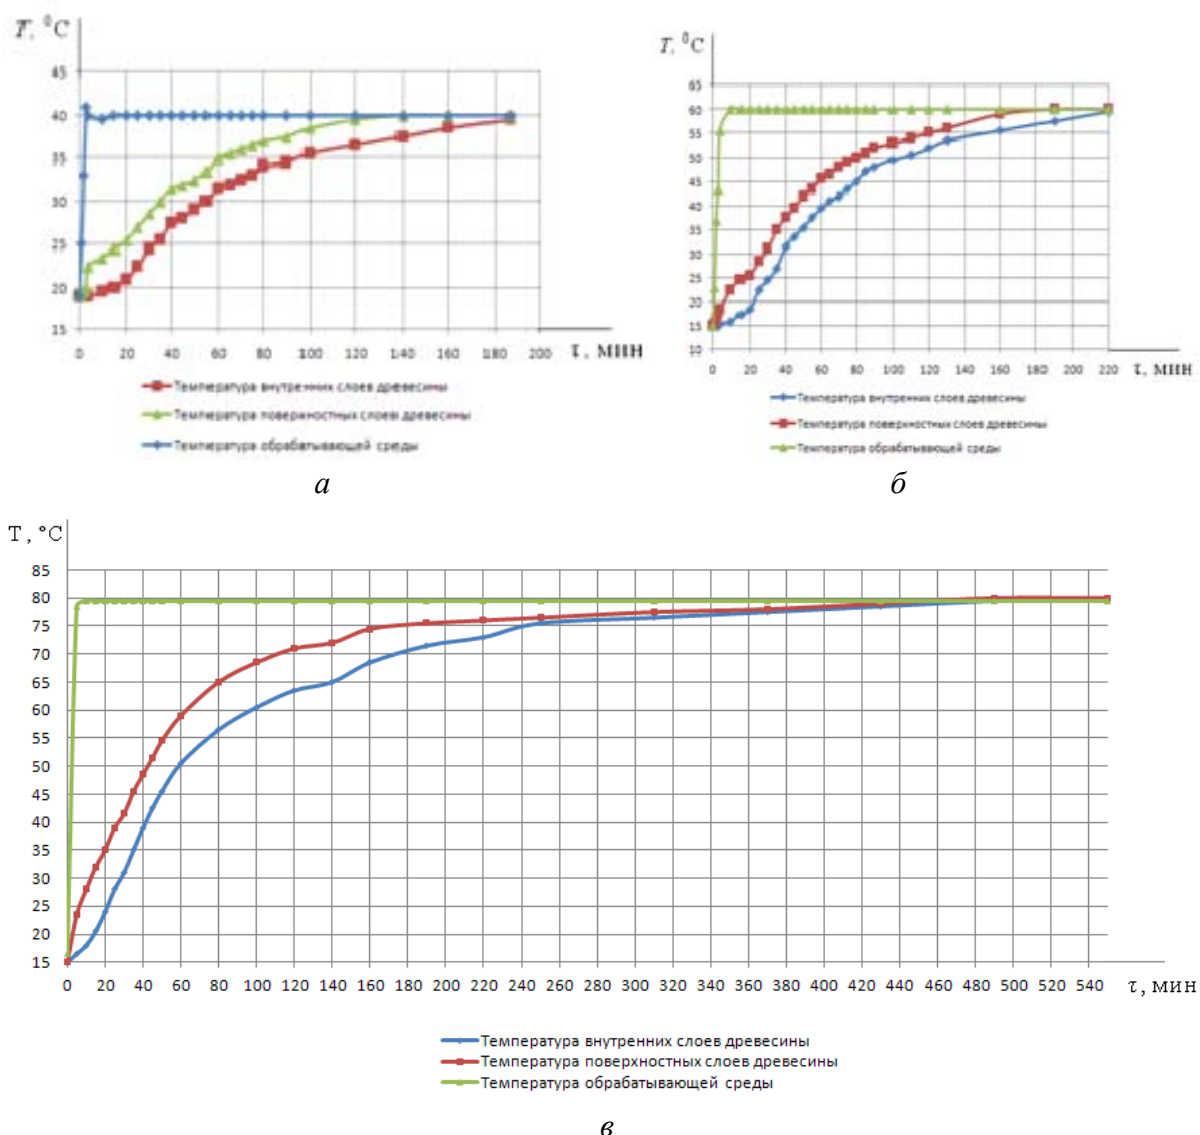 T, ⁰C
45
40
35
30
25
20
15
0 20 40 60 80 100 120 140 160 180 200 τ, мин
Температура внутренних слоев древесины
Температура поверхностных слоев древесины
Температура обрабатывающей среды
а
T, ⁰C
65
60
55
50
45
40
35
30
25
20
15
10
0 20 40 60 80 100 120 140 160 180 200 220 τ, мин
Температура внутренних слоев древесины
Температура поверхностных слоев древесины
Температура обрабатывающей среды
б
T, °C
85
80
75
70
65
60
55
50
45
40
35
30
25
20
15
0 20 40 60 80 100 120 140 160 180 200 220 240 260 280 300 320 340 360 380 400 420 440 460 480 500 520 540 τ, мин
Температура внутренних слоев древесины
Температура поверхностных слоев древесины
Температура обрабатывающей среды
в